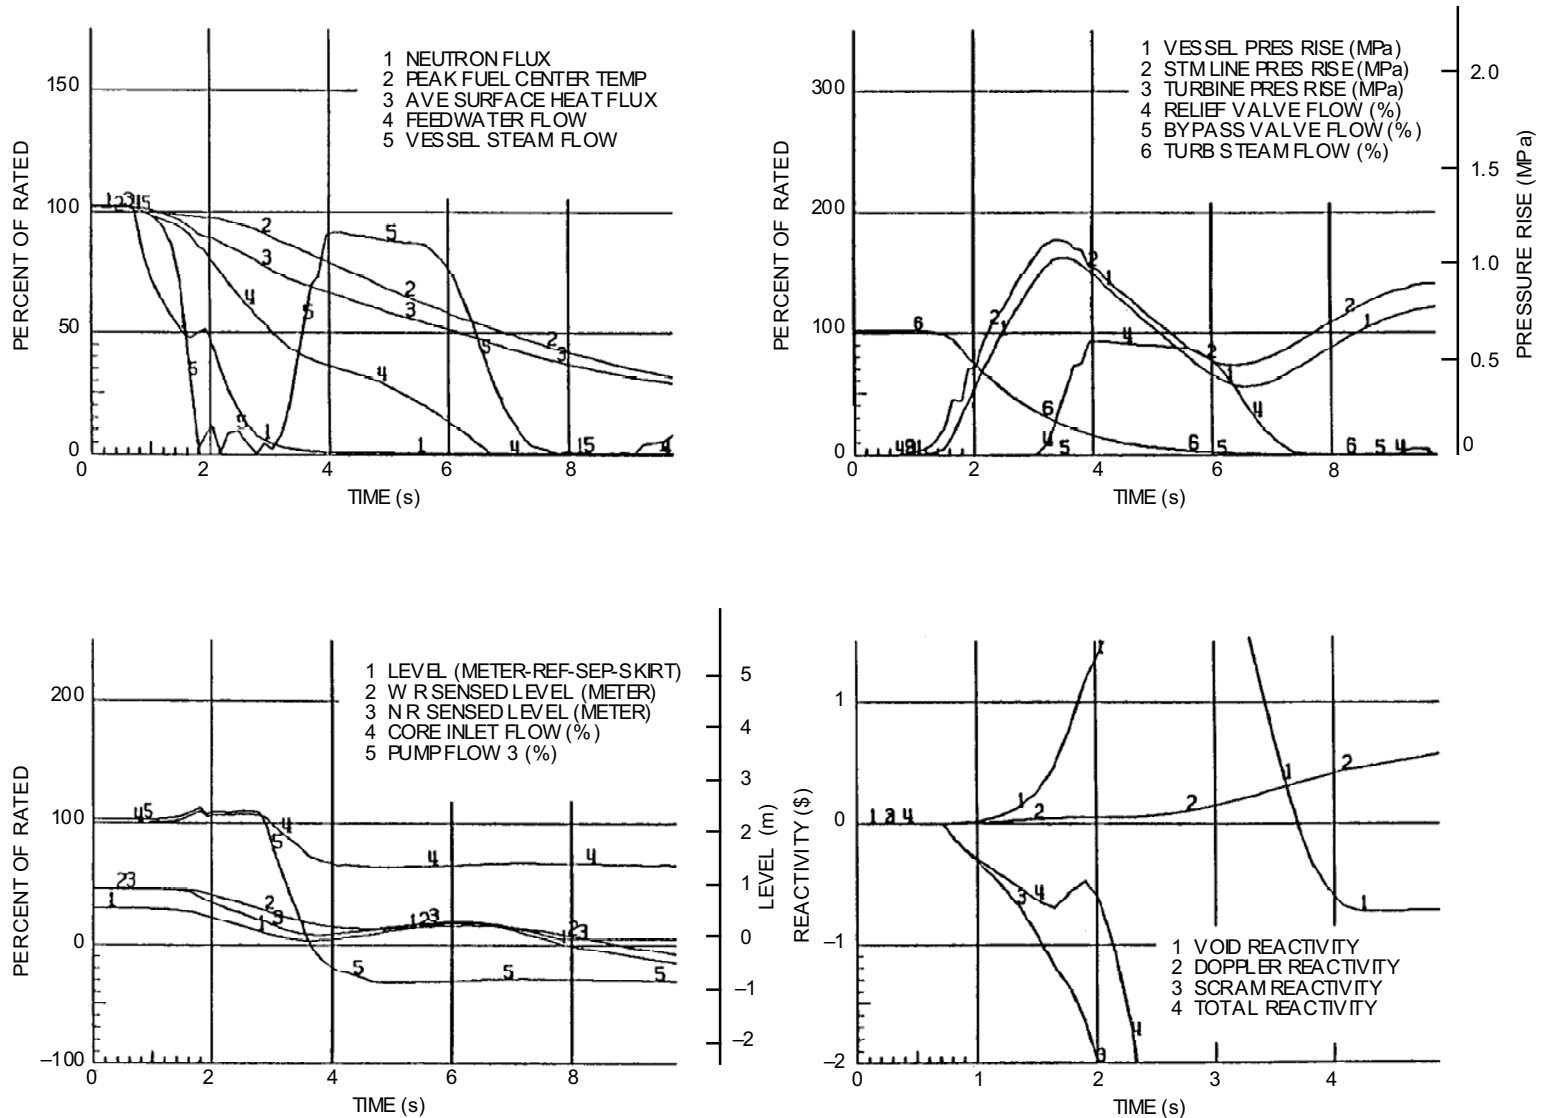 1 NEUTRON FLUX
2 PEAK FUEL CENTER TEMP
3 AVE SURFACE HEAT FLUX
4 FEEDWATER FLOW
5 VESSEL STEAM FLOW
PERCENT OF RATED
150
100
50
0
0 2 4 6 8
TIME (s)
1 VESSEL PRES RISE (MPa)
2 STM LINE PRES RISE (MPa)
3 TURBINE PRES RISE (MPa)
4 RELIEF VALVE FLOW (%)
5 BYPASS VALVE FLOW (%)
6 TURB STEAM FLOW (%)
PERCENT OF RATED
300
200
100
0
0 2 4 6 8
TIME (s)
2.0
1.5
1.0
0.5
0
PRESSURE RISE (MPa)
1 LEVEL (METER-REF-SEP-SKIRT)
2 W R SENSED LEVEL (METER)
3 N R SENSED LEVEL (METER)
4 CORE INLET FLOW (%)
5 PUMP FLOW 3 (%)
PERCENT OF RATED
200
100
0
–100
0 2 4 6 8
TIME (s)
5
4
3
2
1
0
–1
–2
LEVEL (m)
REACTIVITY ($)
1
0
–1
–2
0 1 2 3 4
TIME (s)
1 VOID REACTIVITY
2 DOPPLER REACTIVITY
3 SCRAM REACTIVITY
4 TOTAL REACTIVITY